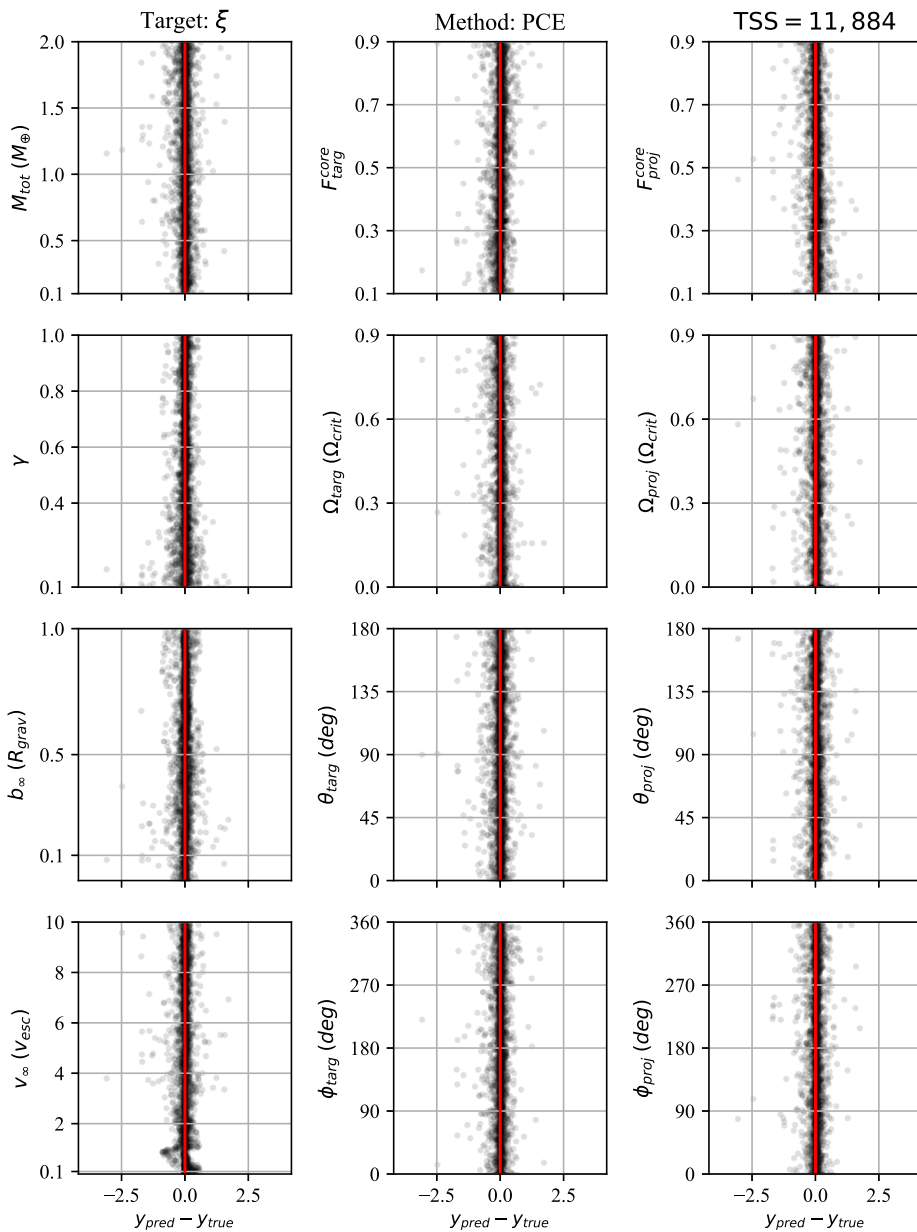 Target: ξ
Method: PCE
TSS = 11, 884
2.0
1.5
1.0
0.5
0.1
M_tot (M_⊕)
0.9
0.7
0.5
0.3
0.1
F_targ^core
0.9
0.7
0.5
0.3
0.1
F_proj^core
1.0
0.8
0.6
0.4
0.1
γ
0.9
0.6
0.3
0.0
Ω_targ (Ω_crit)
0.9
0.6
0.3
0.0
Ω_proj (Ω_crit)
1.0
0.5
0.1
b_∞ (R_grav)
180
135
90
45
0
θ_targ (deg)
180
135
90
45
0
θ_proj (deg)
10
8
6
4
2
0.1
v_∞ (v_esc)
360
270
180
90
0
ϕ_targ (deg)
360
270
180
90
0
ϕ_proj (deg)
−2.5 0.0 2.5
−2.5 0.0 2.5
−2.5 0.0 2.5
y_pred − y_true
y_pred − y_true
y_pred − y_true